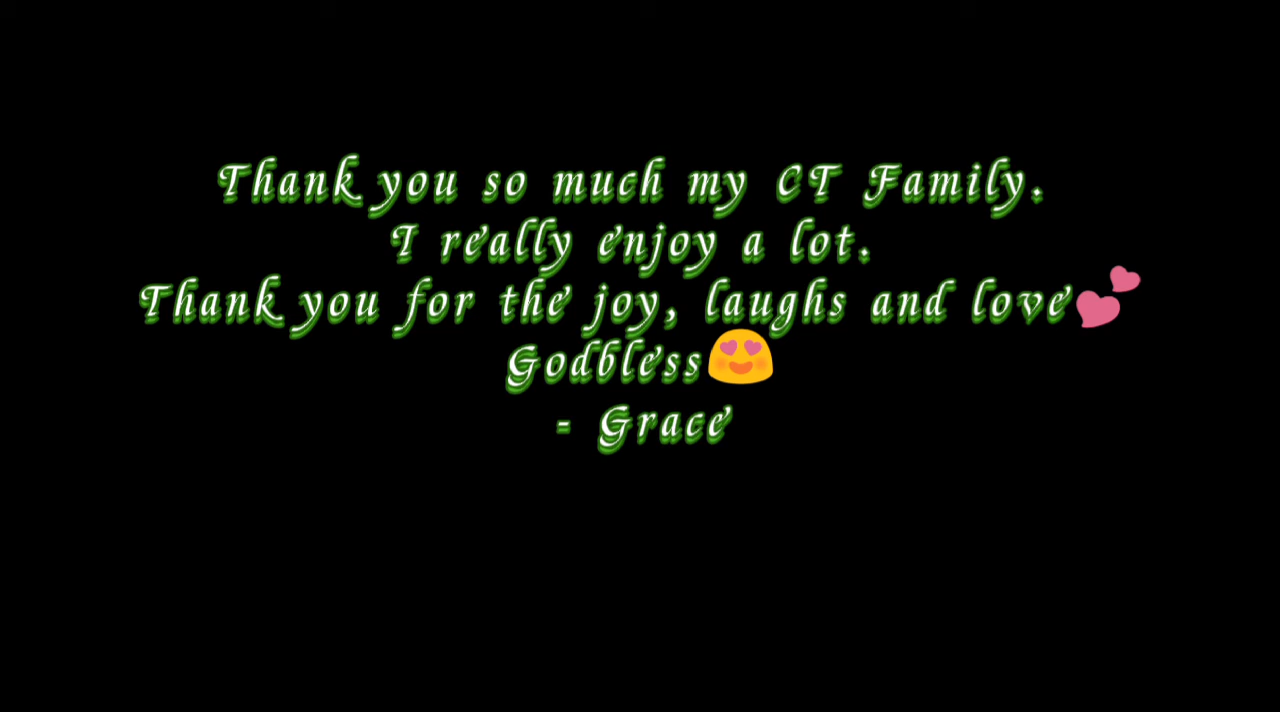 Thank you so much my CT Family.
I really enjoy a lot.
Thank you for the joy, laughs and love💕
Godbless😍
- Grace